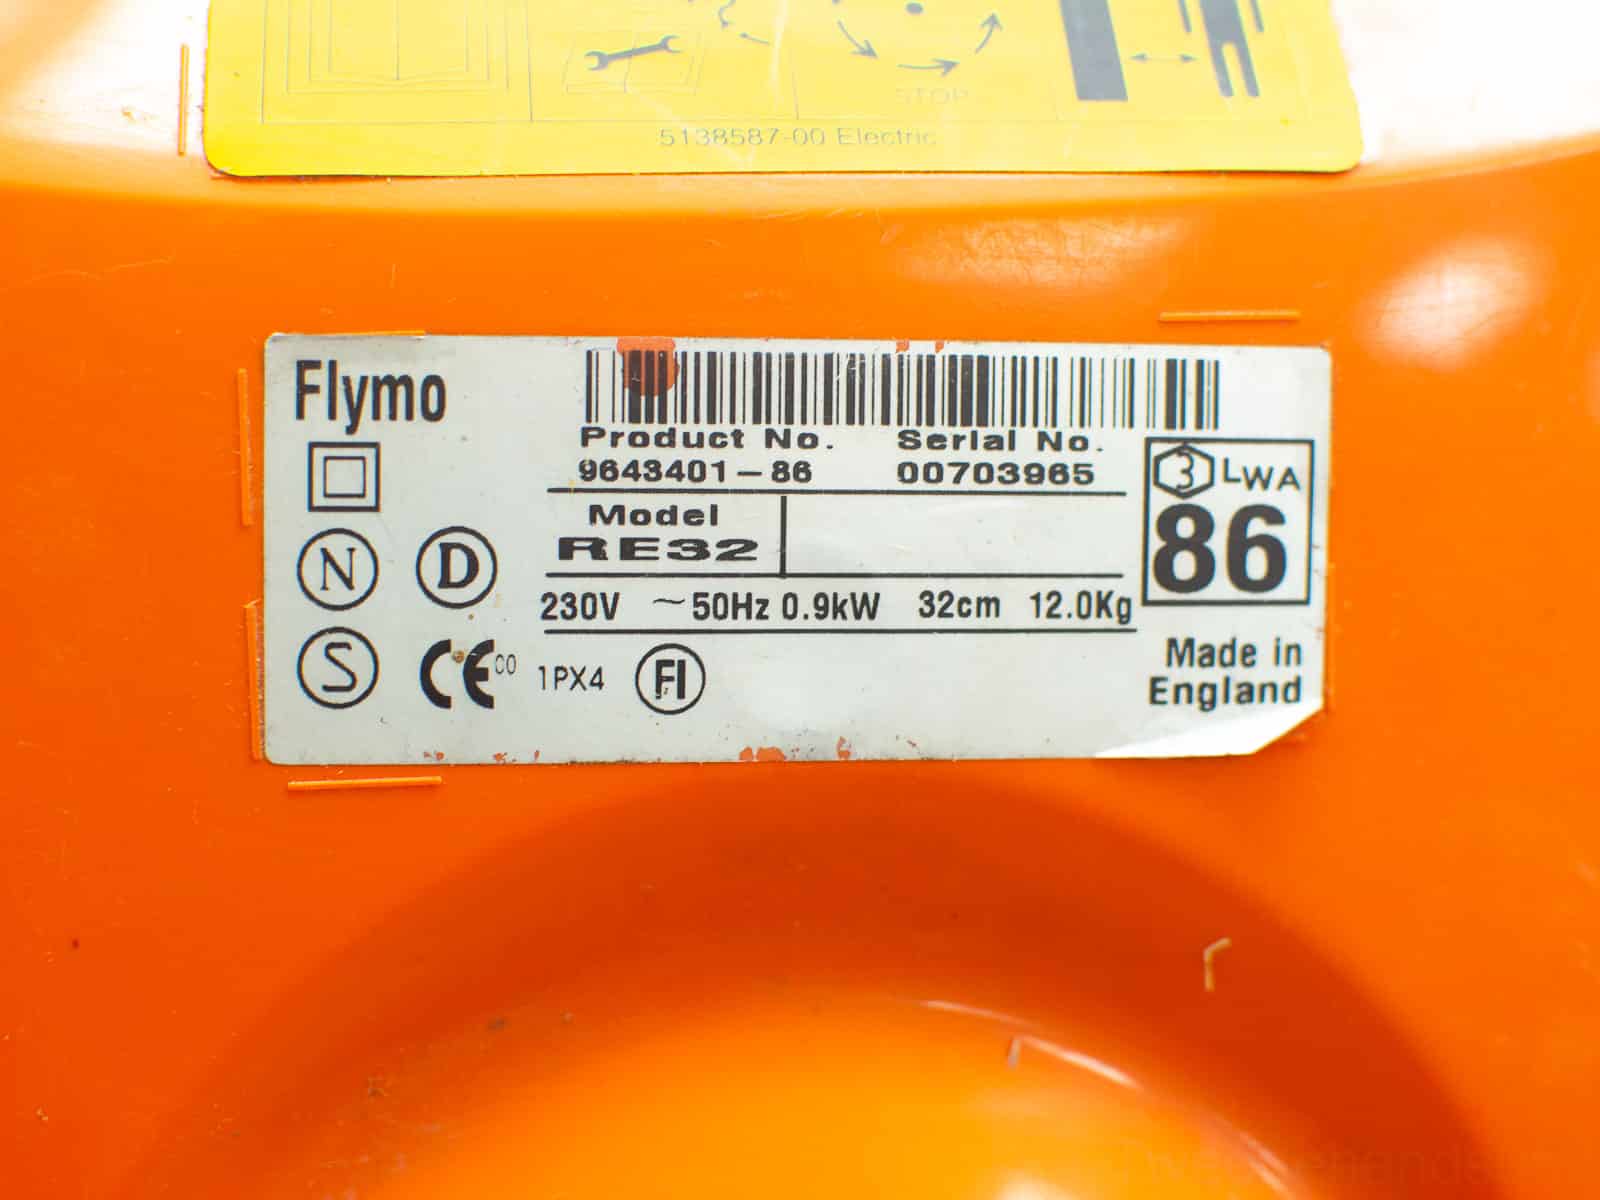 STOP
5138587-00 Electric
Flymo
Product No. Serial No.
9643401-86 00703965
3 LWA
86
Model
RE32
N D
230V ~50Hz 0.9kW 32cm 12.0Kg
S CE 00 1PX4 FI
Made in
England